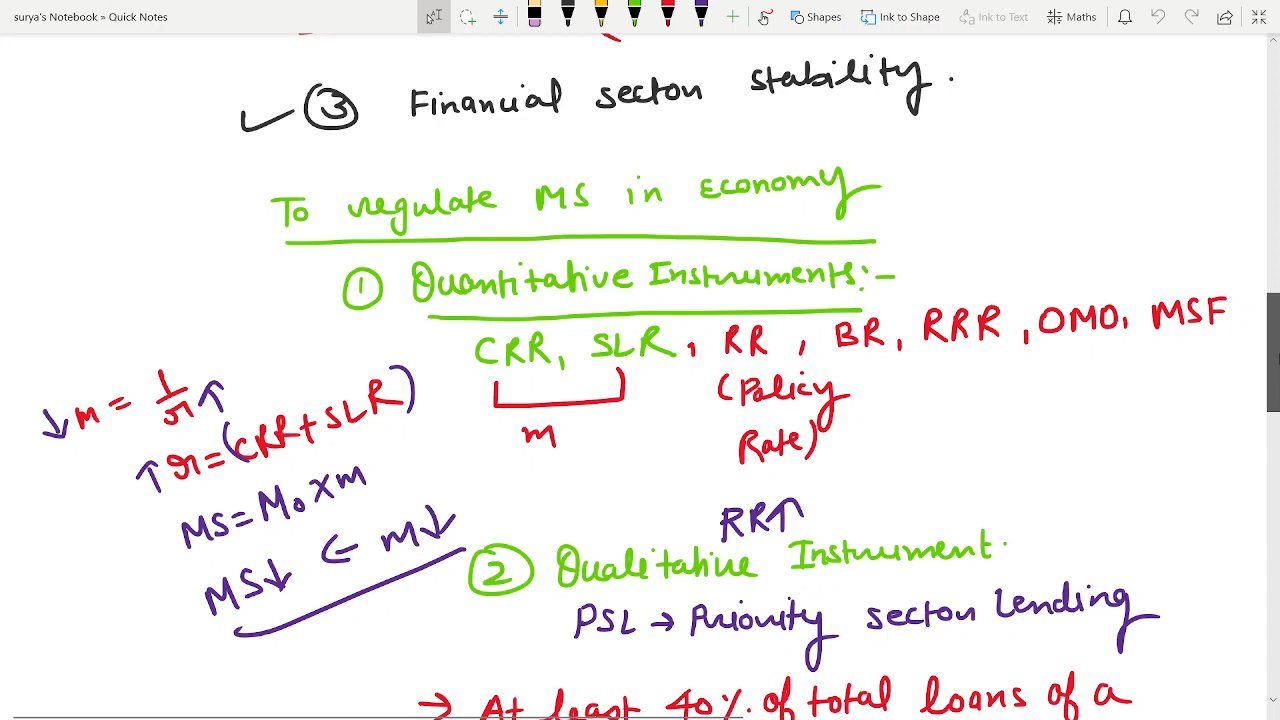 surya's Notebook » Quick Notes
Shapes
Ink to Shape
Ink to Text
Maths
③ Financial sector stability.
To regulate MS in Economy
① Quantitative Instruments:-
CRR, SLR, RR, BR, RRR, OMO, MSF
m
(Policy Rate)
↓m = 1/r↑
↑r=(CRR+SLR)
MS=M₀×m
MS↓ ← m↓
RR↑
② Qualitative Instrument.
PSL → Priority sector lending
→ At least 40% of total loans of a